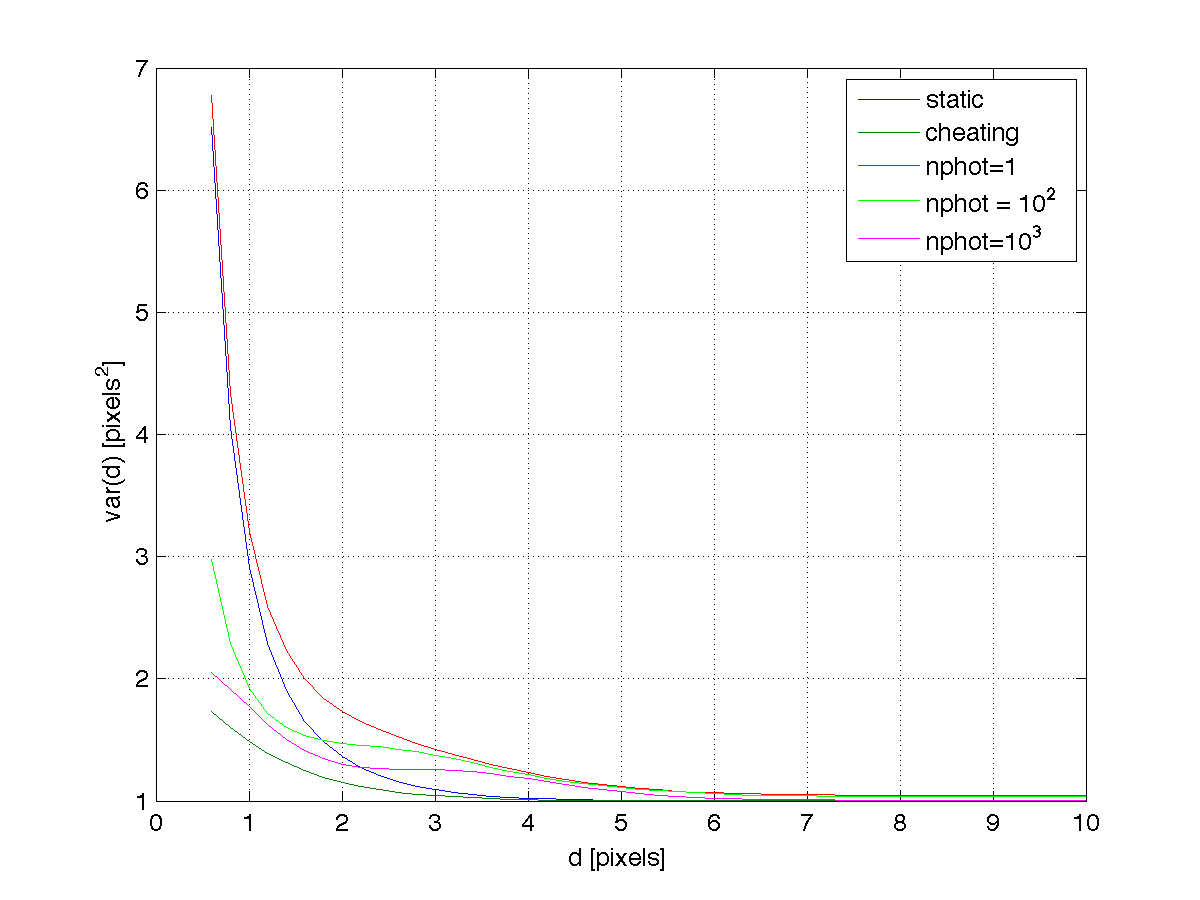 7
6
5
4
3
2
1
var(d) [pixels²]
0 1 2 3 4 5 6 7 8 9 10
d [pixels]
static
cheating
nphot=1
nphot = 10²
nphot=10³